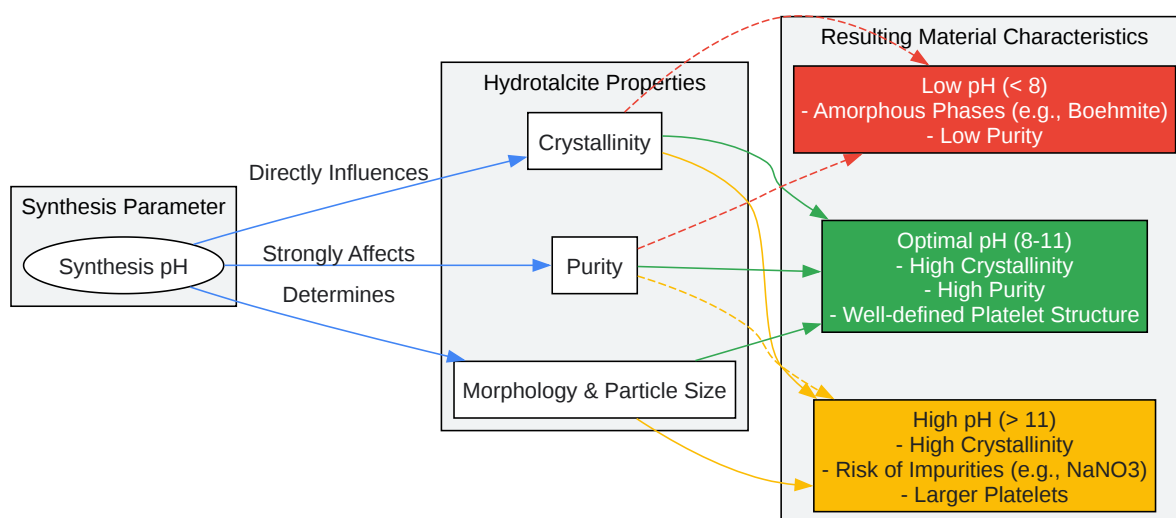 Synthesis Parameter
Synthesis pH
Directly Influences
Strongly Affects
Determines
Hydrotalcite Properties
Crystallinity
Purity
Morphology & Particle Size
Resulting Material Characteristics
Low pH (< 8)
- Amorphous Phases (e.g., Boehmite)
- Low Purity
Optimal pH (8-11)
- High Crystallinity
- High Purity
- Well-defined Platelet Structure
High pH (> 11)
- High Crystallinity
- Risk of Impurities (e.g., NaNO3)
- Larger Platelets